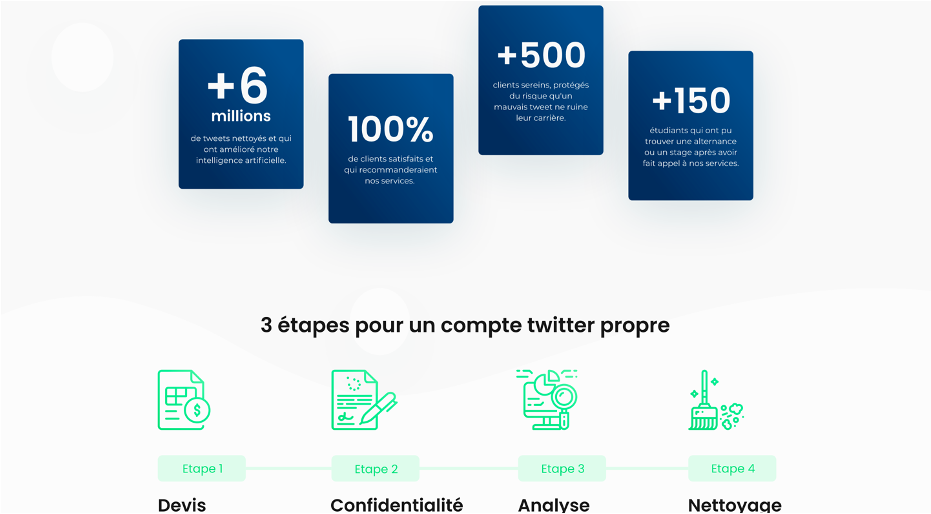 +6
millions
de tweets nettoyés et qui
ont amélioré notre
intelligence artificielle.
100%
de clients satisfaits et
qui recommanderaient
nos services.
+500
clients sereins, protégés
du risque qu'un
mauvais tweet ne ruine
leur carrière.
+150
étudiants qui ont pu
trouver une alternance
ou un stage après avoir
fait appel à nos services.
3 étapes pour un compte twitter propre
$
Etape 1
Etape 2
Etape 3
Etape 4
Devis
Confidentialité
Analyse
Nettoyage